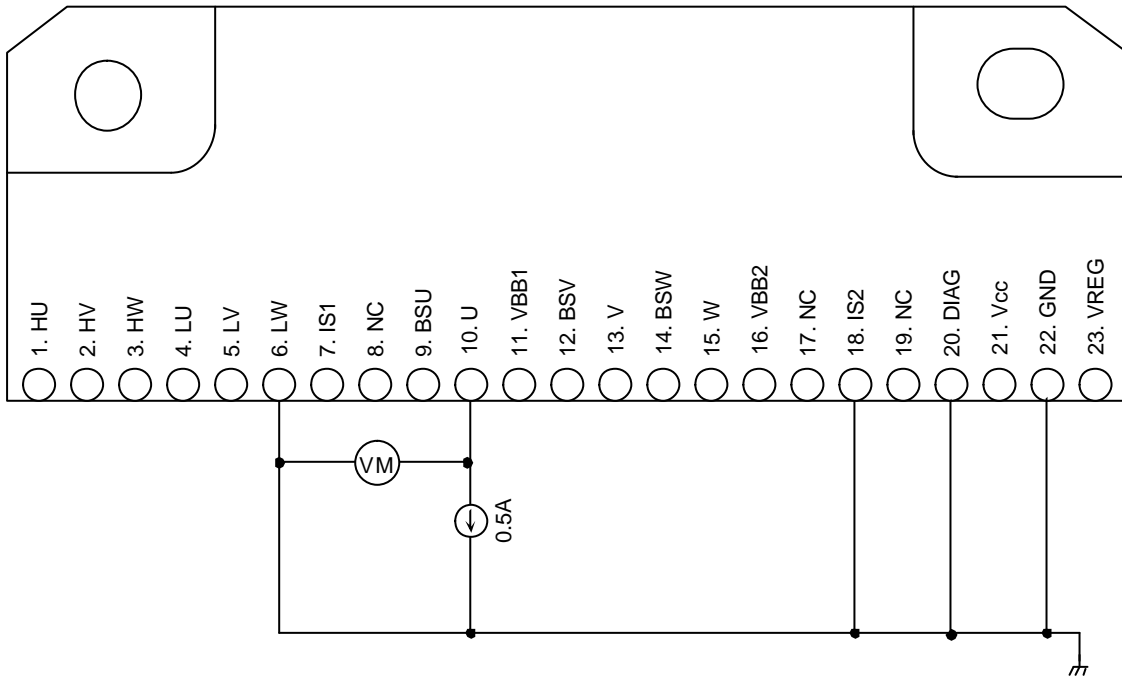 1. HU
2. HV
3. HW
4. LU
5. LV
6. LW
7. IS1
8. NC
9. BSU
10. U
11. VBB1
12. BSV
13. V
14. BSW
15. W
16. VBB2
17. NC
18. IS2
19. NC
20. DIAG
21. Vcc
22. GND
23. VREG
VM
0.5A